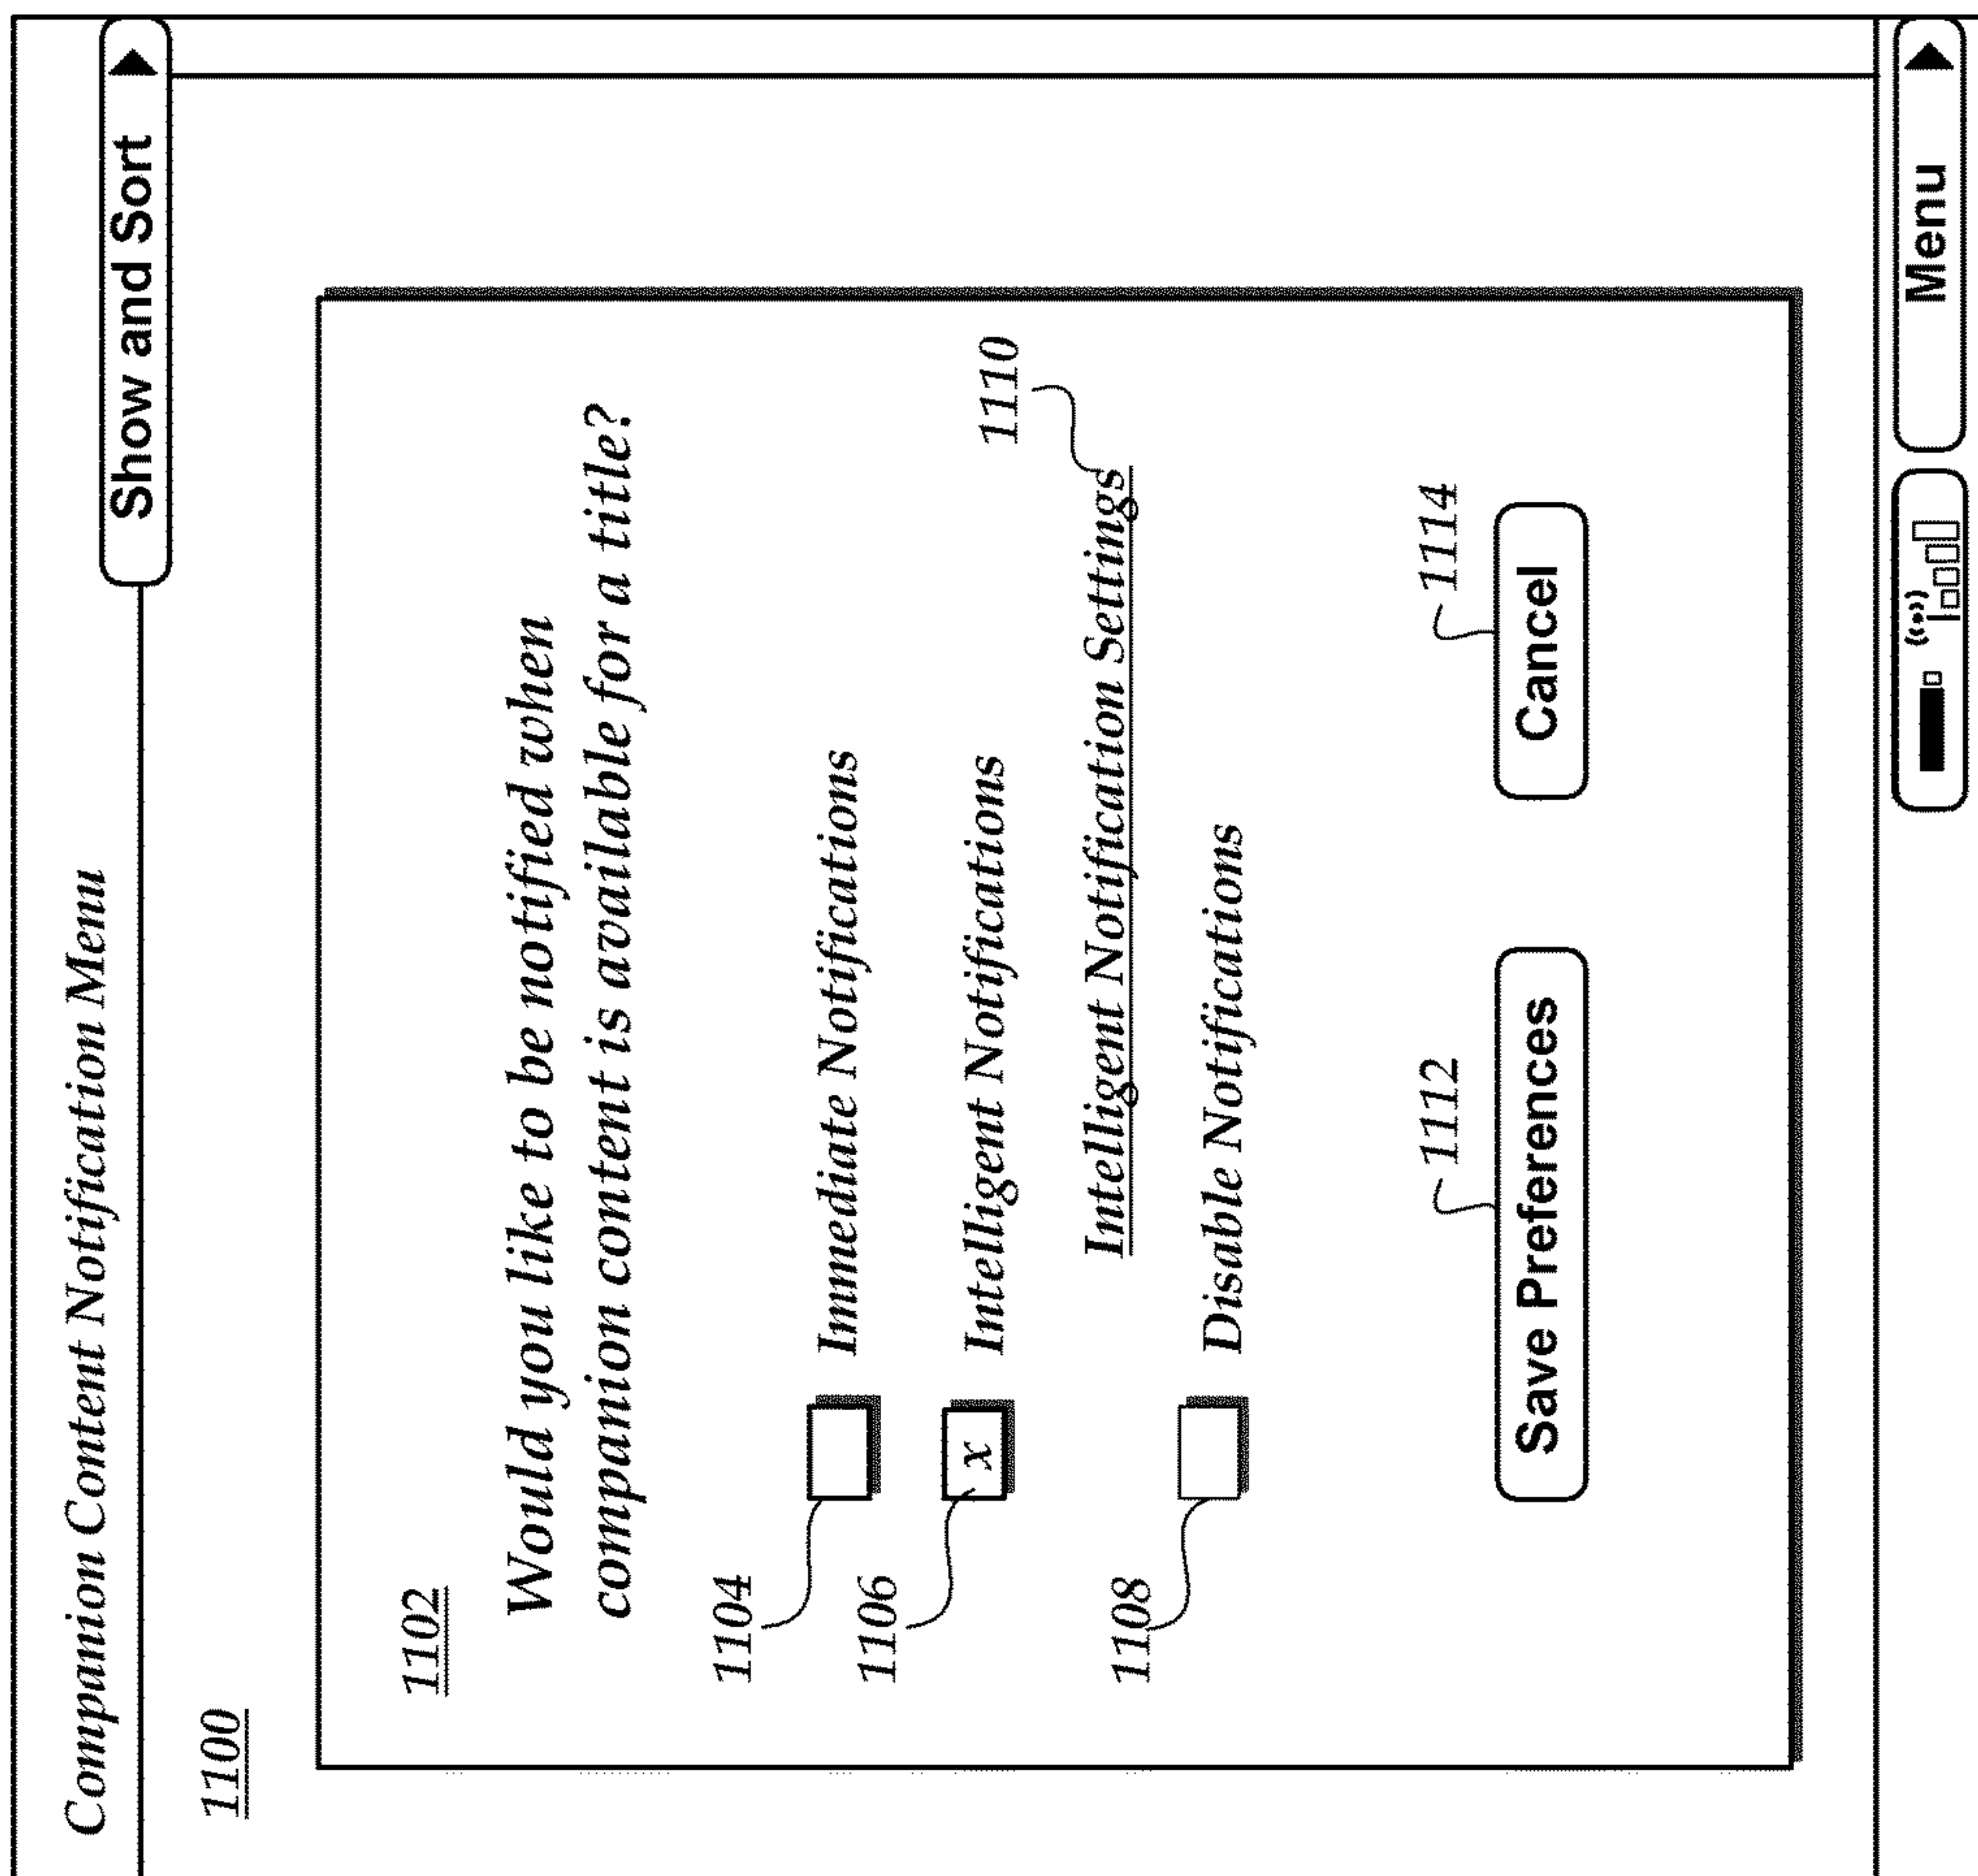 Companion Content Notification Menu
Show and Sort
1100
1102
Would you like to be notified when
companion content is available for a title?
1104
Immediate Notifications
1106
x
Intelligent Notifications
1110
Intelligent Notification Settings
1108
Disable Notifications
1112
1114
Save Preferences
Cancel
Menu